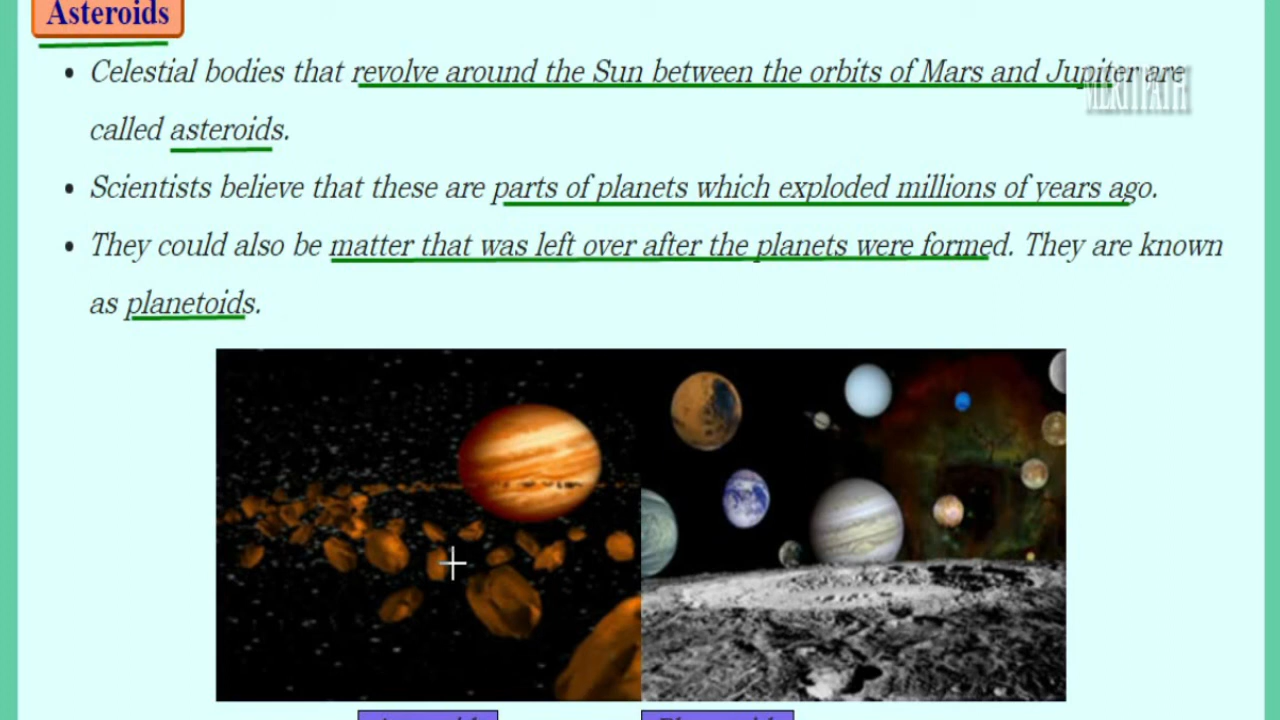 Asteroids
• Celestial bodies that revolve around the Sun between the orbits of Mars and Jupiter are
MERIT PATH
called asteroids.
• Scientists believe that these are parts of planets which exploded millions of years ago.
• They could also be matter that was left over after the planets were formed. They are known
as planetoids.